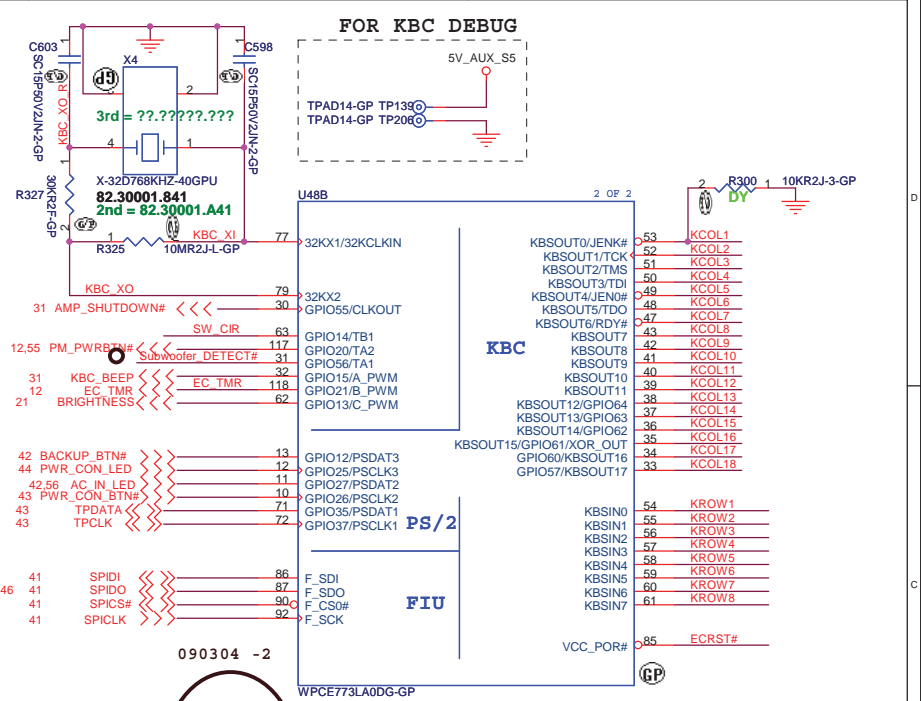 FOR KBC DEBUG
C603
1
SC15P50V2JN-2-GP
KBC_XO_R
X4
1
C598
SC15P50V2JN-2-GP
3
2
3rd = ??.?????.???
4
1
X-32D768KHZ-40GPU
82.30001.841
2nd = 82.30001.A41
1
R327
30KR2F-GP
2
1
R325
10MR2J-L-GP
KBC_XI
KBC_XO
5V_AUX_S5
TPAD14-GP TP139
TPAD14-GP TP206
U48B
2 OF 2
2
R300
1
10KR2J-3-GP
DY
77 32KX1/32KCLKIN
79 32KX2
31 AMP_SHUTDOWN# 30 GPIO55/CLKOUT
SW_CIR 63 GPIO14/TB1
12,55 PM_PWRBTN# 117 GPIO20/TA2
Subwoofer_DETECT# 31 GPIO56/TA1
31 KBC_BEEP 32 GPIO15/A_PWM
12 EC_TMR EC_TMR 118 GPIO21/B_PWM
21 BRIGHTNESS 62 GPIO13/C_PWM
42 BACKUP_BTN# 13 GPIO12/PSDAT3
44 PWR_CON_LED 12 GPIO25/PSCLK3
42,56 AC_IN_LED 11 GPIO27/PSDAT2
43 PWR_CON_BTN# 10 GPIO26/PSCLK2
43 TPDATA 71 GPIO35/PSDAT1
43 TPCLK 72 GPIO37/PSCLK1
41 SPIDI 86 F_SDI
46 41 SPIDO 87 F_SDO
41 SPICS# 90 F_CS0#
41 SPICLK 92 F_SCK
KBC
PS/2
FIU
KBSOUT0/JENK# 53 KCOL1
KBSOUT1/TCK 52 KCOL2
KBSOUT2/TMS 51 KCOL3
KBSOUT3/TDI 50 KCOL4
KBSOUT4/JEN0# 49 KCOL5
KBSOUT5/TDO 48 KCOL6
KBSOUT6/RDY# 47 KCOL7
KBSOUT7 43 KCOL8
KBSOUT8 42 KCOL9
KBSOUT9 41 KCOL10
KBSOUT10 40 KCOL11
KBSOUT11 39 KCOL12
KBSOUT12/GPIO64 38 KCOL13
KBSOUT13/GPIO63 37 KCOL14
KBSOUT14/GPIO62 36 KCOL15
KBSOUT15/GPIO61/XOR_OUT 35 KCOL16
GPIO60/KBSOUT16 34 KCOL17
GPIO57/KBSOUT17 33 KCOL18
KBSIN0 54 KROW1
KBSIN1 55 KROW2
KBSIN2 56 KROW3
KBSIN3 57 KROW4
KBSIN4 58 KROW5
KBSIN5 59 KROW6
KBSIN6 60 KROW7
KBSIN7 61 KROW8
VCC_POR# 85 ECRST#
GP
090304 -2
WPCE773LA0DG-GP
D
C